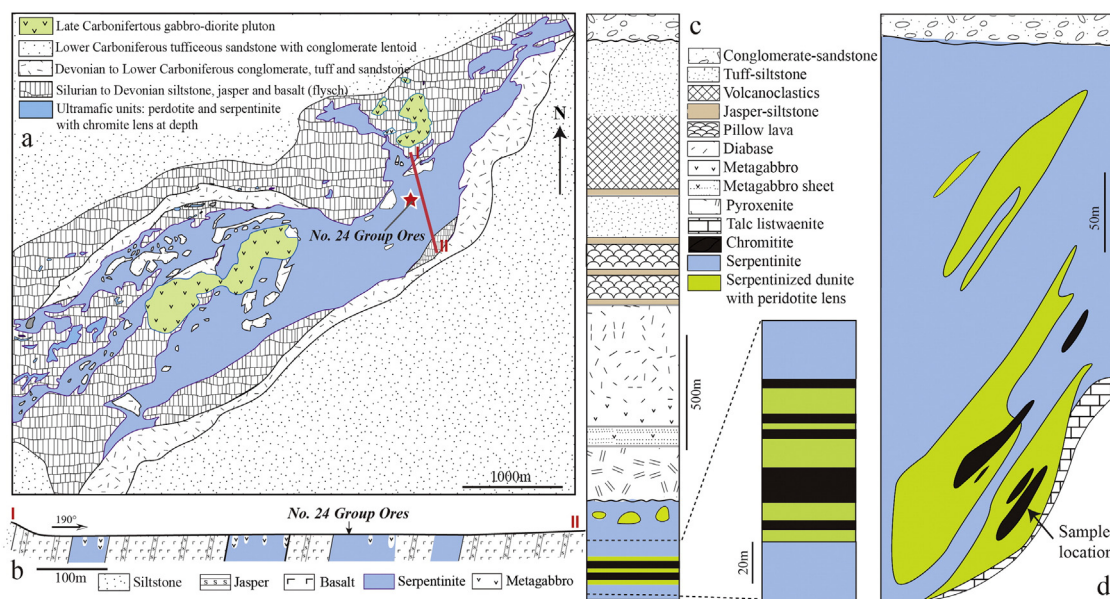 Late Carbonifertous gabbro-diorite pluton
Lower Carboniferous tufficeous sandstone with conglomerate lentoid
Devonian to Lower Carboniferous conglomerate, tuff and sandstone
Silurian to Devonian siltstone, jasper and basalt (flysch)
Ultramafic units: perdotite and serpentinite
with chromite lens at depth
a
N
I
II
No. 24 Group Ores
1000m
I
190°
No. 24 Group Ores
II
b
100m
Siltstone
Jasper
Basalt
Serpentinite
Metagabbro
c
Conglomerate-sandstone
Tuff-siltstone
Volcanoclastics
Jasper-siltstone
Pillow lava
Diabase
Metagabbro
Metagabbro sheet
Pyroxenite
Talc listwaenite
Chromitite
Serpentinite
Serpentinized dunite
with peridotite lens
500m
20m
50m
Sample
location
d